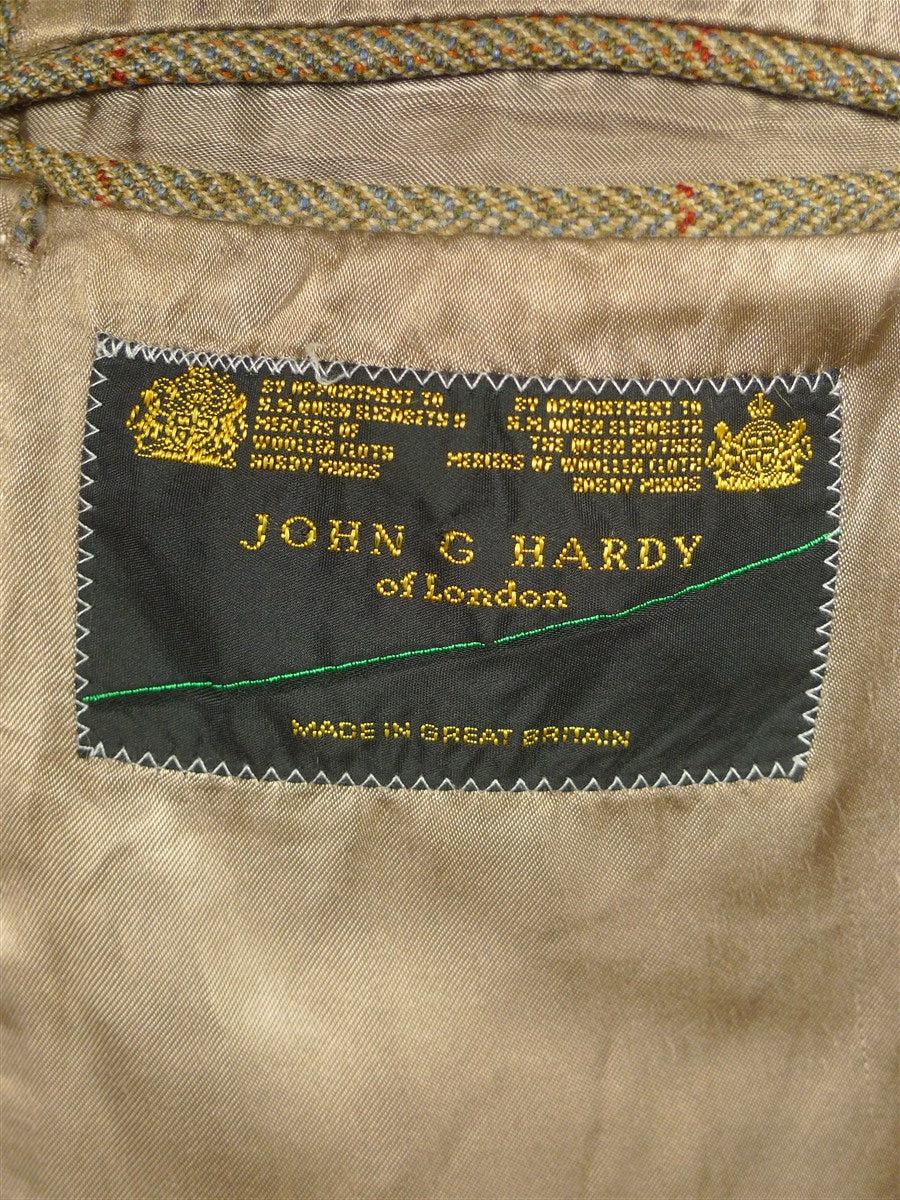 BY APPOINTMENT TO
H.M. QUEEN ELIZABETH II
MERCERS OF
WOOLLEN CLOTH
HARDY MINNIS
BY APPOINTMENT TO
H.M. QUEEN ELIZABETH
THE QUEEN MOTHER
MERCERS OF WOOLLEN CLOTH
HARDY MINNIS
JOHN G HARDY
of London
MADE IN GREAT BRITAIN